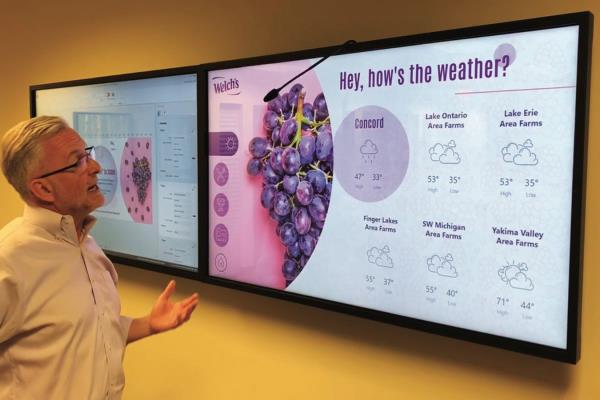 Welch's
Hey, how's the weather?
Concord
47° 33°
High Low
Lake Ontario
Area Farms
53° 35°
High Low
Lake Erie
Area Farms
53° 35°
High Low
Finger Lakes
Area Farms
55° 37°
High Low
SW Michigan
Area Farms
55° 40°
High Low
Yakima Valley
Area Farms
71° 44°
High Low